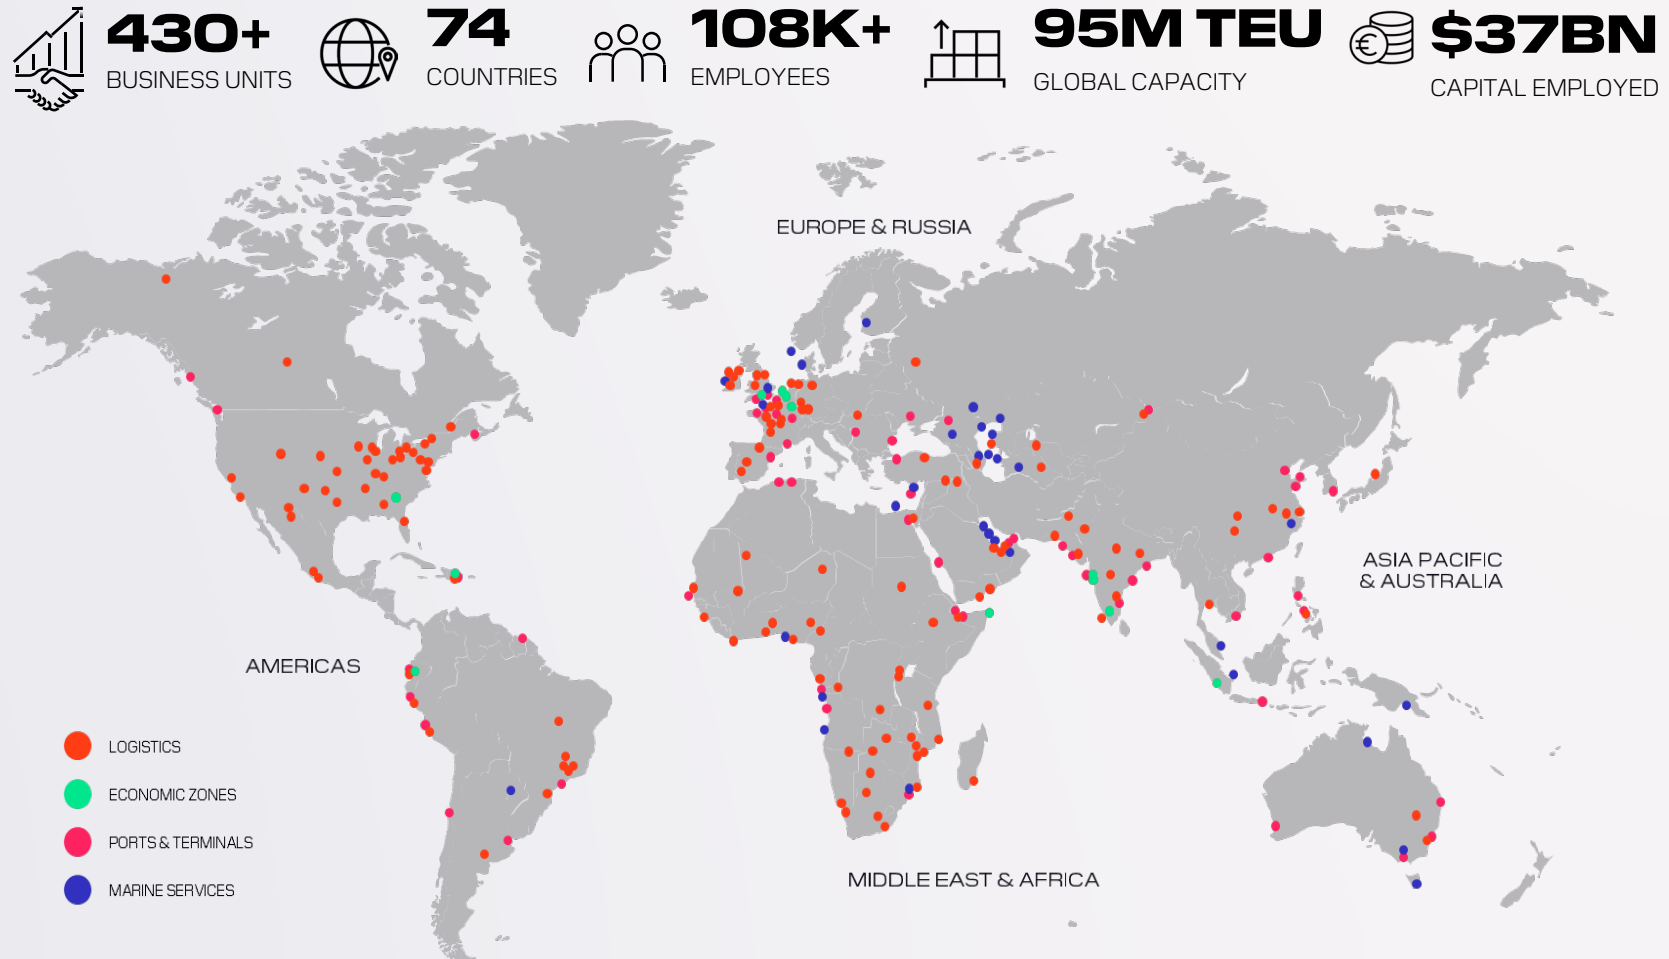 430+
BUSINESS UNITS
74
COUNTRIES
108K+
EMPLOYEES
95M TEU
GLOBAL CAPACITY
€
$37BN
CAPITAL EMPLOYED
EUROPE & RUSSIA
ASIA PACIFIC
& AUSTRALIA
AMERICAS
MIDDLE EAST & AFRICA
LOGISTICS
ECONOMIC ZONES
PORTS & TERMINALS
MARINE SERVICES